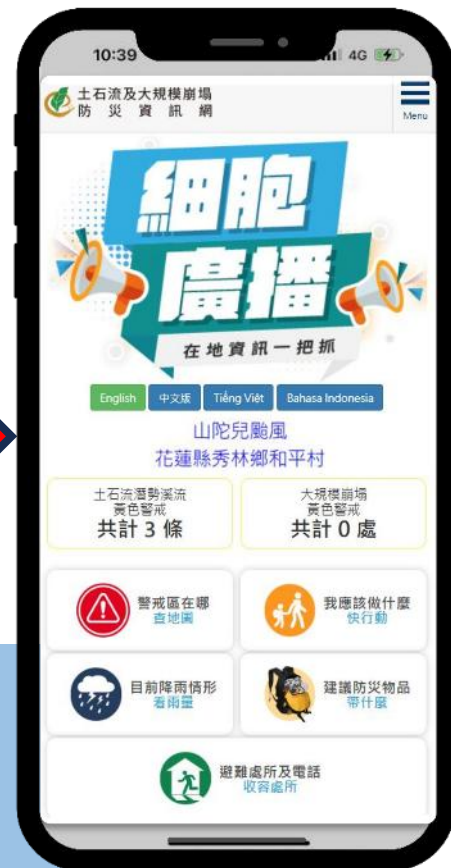 10:39
4G
土石流及大規模崩塌
防災資訊網
Menu
細胞
廣播
在地資訊一把抓
English 中文版 Tiếng Việt Bahasa Indonesia
山陀兒颱風
花蓮縣秀林鄉和平村
土石流潛勢溪流
黃色警戒
共計 3 條
大規模崩塌
黃色警戒
共計 0 處
警戒區在哪
查地圖
我應該做什麼
快行動
目前降雨情形
看雨量
建議防災物品
帶什麼
避難處所及電話
收容處所